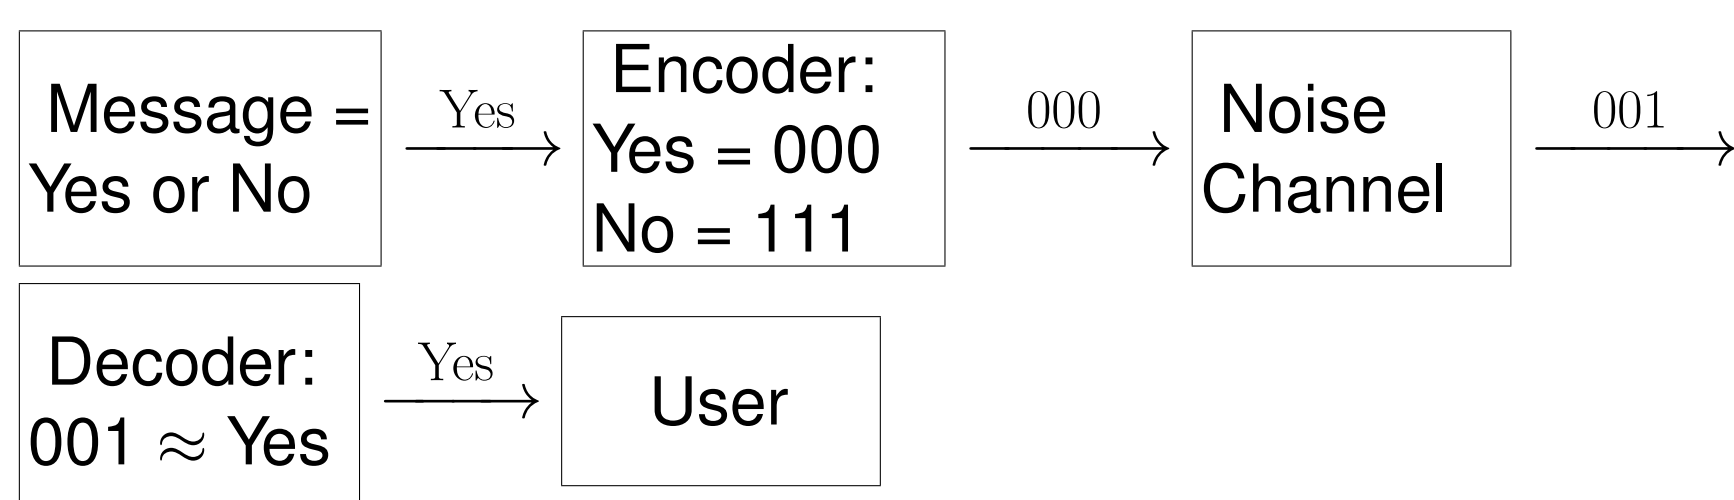 Message =
Yes or No
Yes
Encoder:
Yes = 000
No = 111
000
Noise
Channel
001
Decoder:
001 ≈ Yes
Yes
User